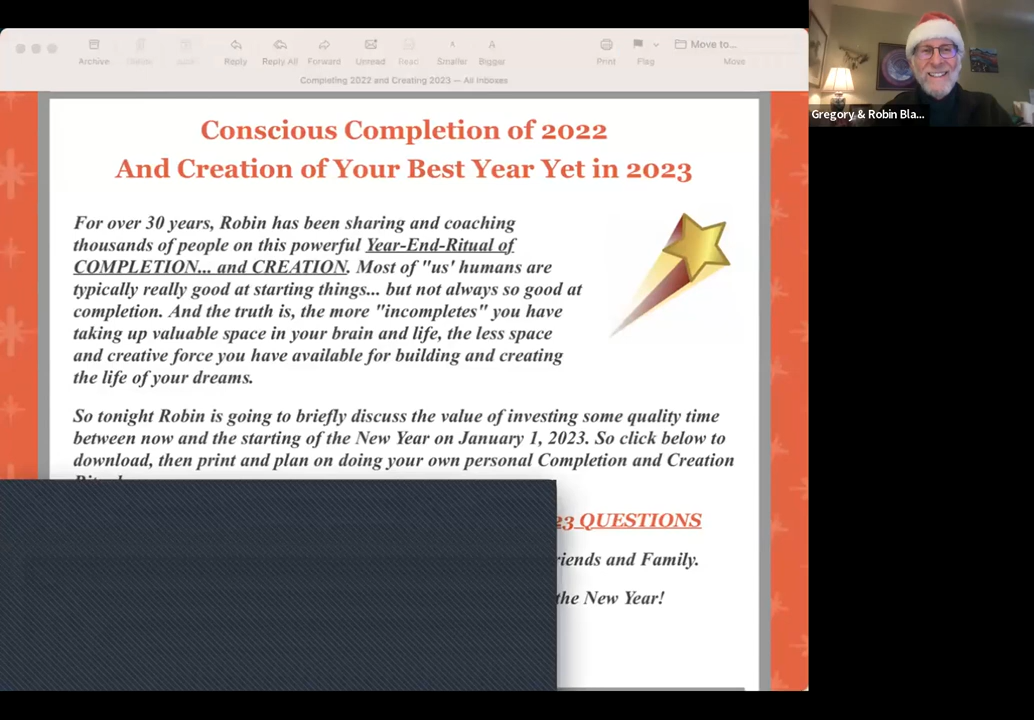 Archive
Reply
Reply All
Forward
Unread
Read
Smaller
Bigger
Print
Flag
Move to...
Move
Completing 2022 and Creating 2023 — All Inboxes
Gregory & Robin Bla...
Conscious Completion of 2022
And Creation of Your Best Year Yet in 2023
For over 30 years, Robin has been sharing and coaching
thousands of people on this powerful Year-End-Ritual of
COMPLETION... and CREATION. Most of "us' humans are
typically really good at starting things... but not always so good at
completion. And the truth is, the more "incompletes" you have
taking up valuable space in your brain and life, the less space
and creative force you have available for building and creating
the life of your dreams.
So tonight Robin is going to briefly discuss the value of investing some quality time
between now and the starting of the New Year on January 1, 2023. So click below to
download, then print and plan on doing your own personal Completion and Creation
23 QUESTIONS
and Family.
the New Year!